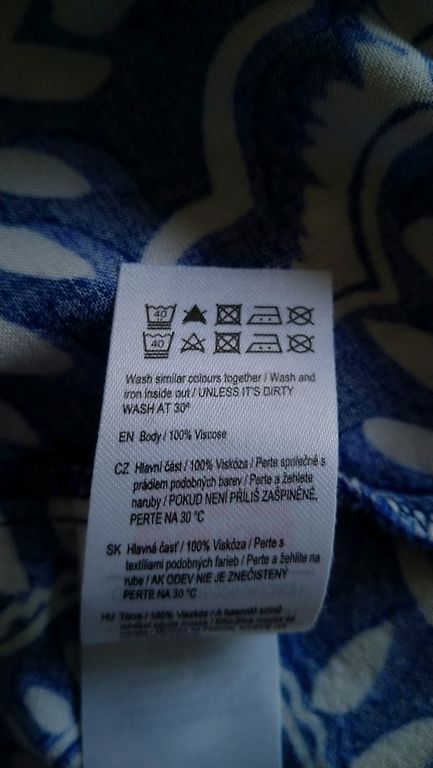 40
40
Wash similar colours together / Wash and
iron inside out / UNLESS IT'S DIRTY
WASH AT 30º
EN Body / 100% Viscose
CZ Hlavní část / 100% Viskóza / Perte společně s
prádlem podobných barev / Perte a žehlete
naruby / POKUD NENÍ PŘÍLIŠ ZAŠPINĚNÉ,
PERTE NA 30 °C
SK Hlavná časť / 100% Viskóza / Perte s
textíliami podobných farieb / Perte a žehlite na
rube / AK ODEV NIE JE ZNEČISTENÝ
PERTE NA 30 °C
HU Törzs / 100% Viszkóz / A hasonló színű